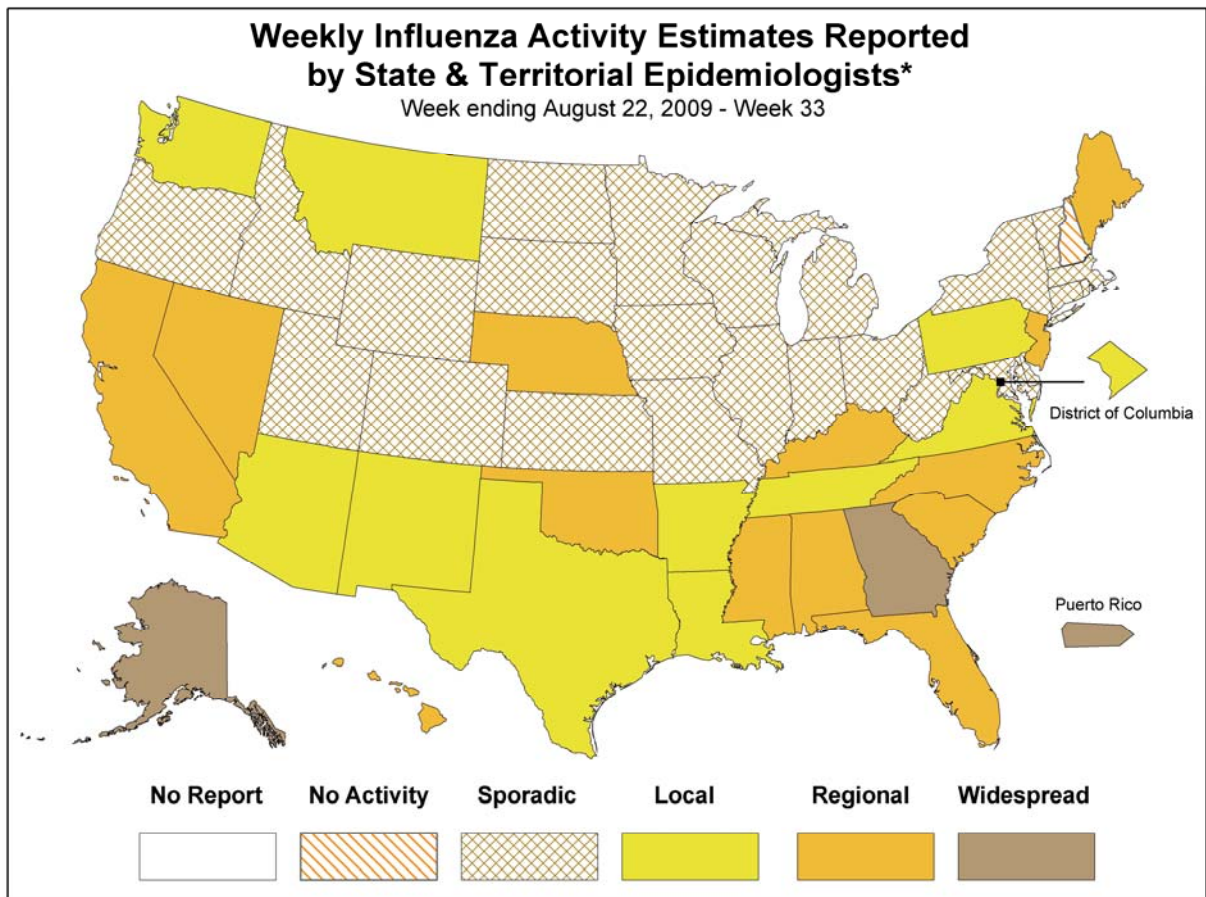 Weekly Influenza Activity Estimates Reported
by State & Territorial Epidemiologists*
Week ending August 22, 2009 - Week 33
District of Columbia
Puerto Rico
No Report No Activity Sporadic Local Regional Widespread